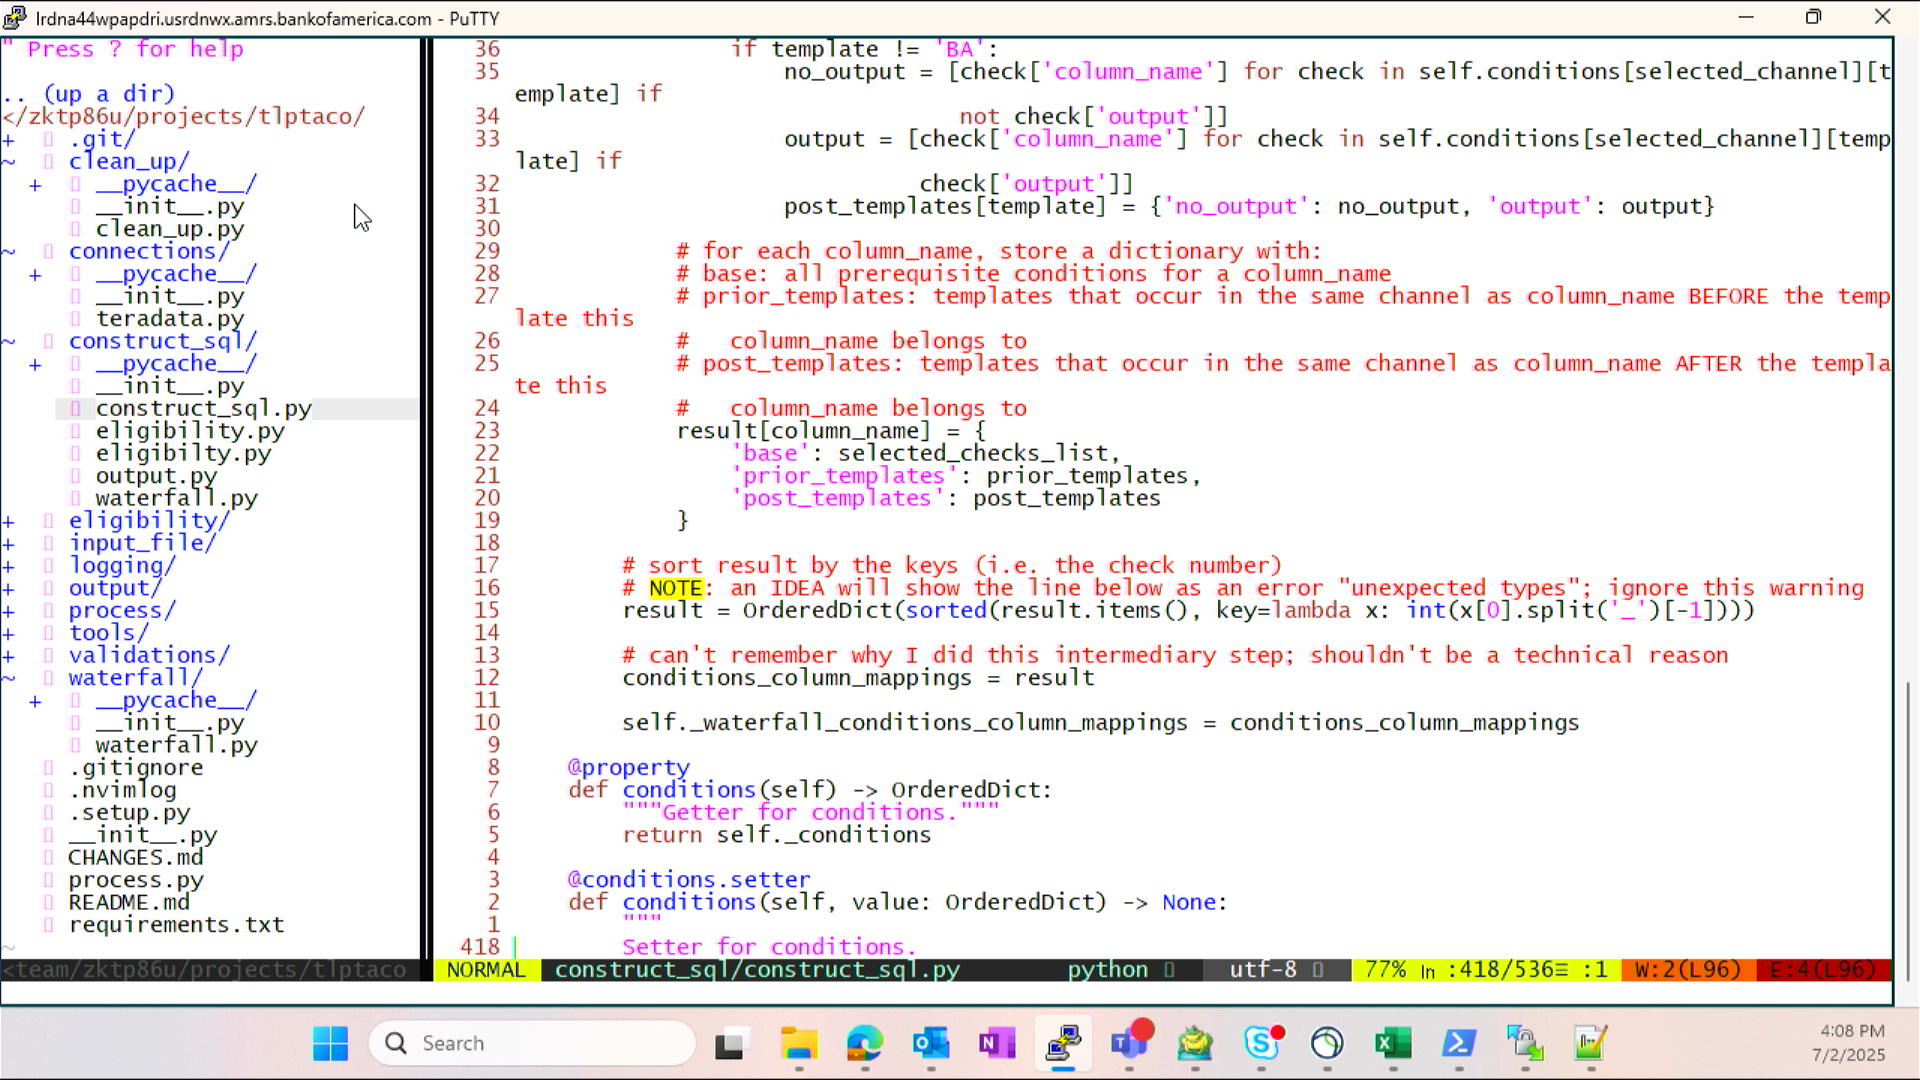 lrdna44wpapdri.usrdnwx.amrs.bankofamerica.com - PuTTY
" Press ? for help
.. (up a dir)
</zktp86u/projects/tlptaco/
+ .git/
~ clean_up/
+ __pycache__/
__init__.py
clean_up.py
~ connections/
+ __pycache__/
__init__.py
teradata.py
~ construct_sql/
+ __pycache__/
__init__.py
construct_sql.py
eligibility.py
eligibilty.py
output.py
waterfall.py
+ eligibility/
+ input_file/
+ logging/
+ output/
+ process/
+ tools/
+ validations/
~ waterfall/
+ __pycache__/
__init__.py
waterfall.py
.gitignore
.nvimlog
.setup.py
__init__.py
CHANGES.md
process.py
README.md
requirements.txt
~
<team/zktp86u/projects/tlptaco
36 if template != 'BA':
35 no_output = [check['column_name'] for check in self.conditions[selected_channel][t
emplate] if
34 not check['output']]
33 output = [check['column_name'] for check in self.conditions[selected_channel][temp
late] if
32 check['output']]
31 post_templates[template] = {'no_output': no_output, 'output': output}
30
29 # for each column_name, store a dictionary with:
28 # base: all prerequisite conditions for a column_name
27 # prior_templates: templates that occur in the same channel as column_name BEFORE the temp
late this
26 #   column_name belongs to
25 # post_templates: templates that occur in the same channel as column_name AFTER the templa
te this
24 #   column_name belongs to
23 result[column_name] = {
22 'base': selected_checks_list,
21 'prior_templates': prior_templates,
20 'post_templates': post_templates
19 }
18
17 # sort result by the keys (i.e. the check number)
16 # NOTE: an IDEA will show the line below as an error "unexpected types"; ignore this warning
15 result = OrderedDict(sorted(result.items(), key=lambda x: int(x[0].split('_')[-1])))
14
13 # can't remember why I did this intermediary step; shouldn't be a technical reason
12 conditions_column_mappings = result
11
10 self._waterfall_conditions_column_mappings = conditions_column_mappings
9
8 @property
7 def conditions(self) -> OrderedDict:
6 """Getter for conditions."""
5 return self._conditions
4
3 @conditions.setter
2 def conditions(self, value: OrderedDict) -> None:
1 """
418 Setter for conditions.
NORMAL construct_sql/construct_sql.py python utf-8 77% ln :418/536≡ :1 W:2(L96) E:4(L96)
Search
4:08 PM
7/2/2025